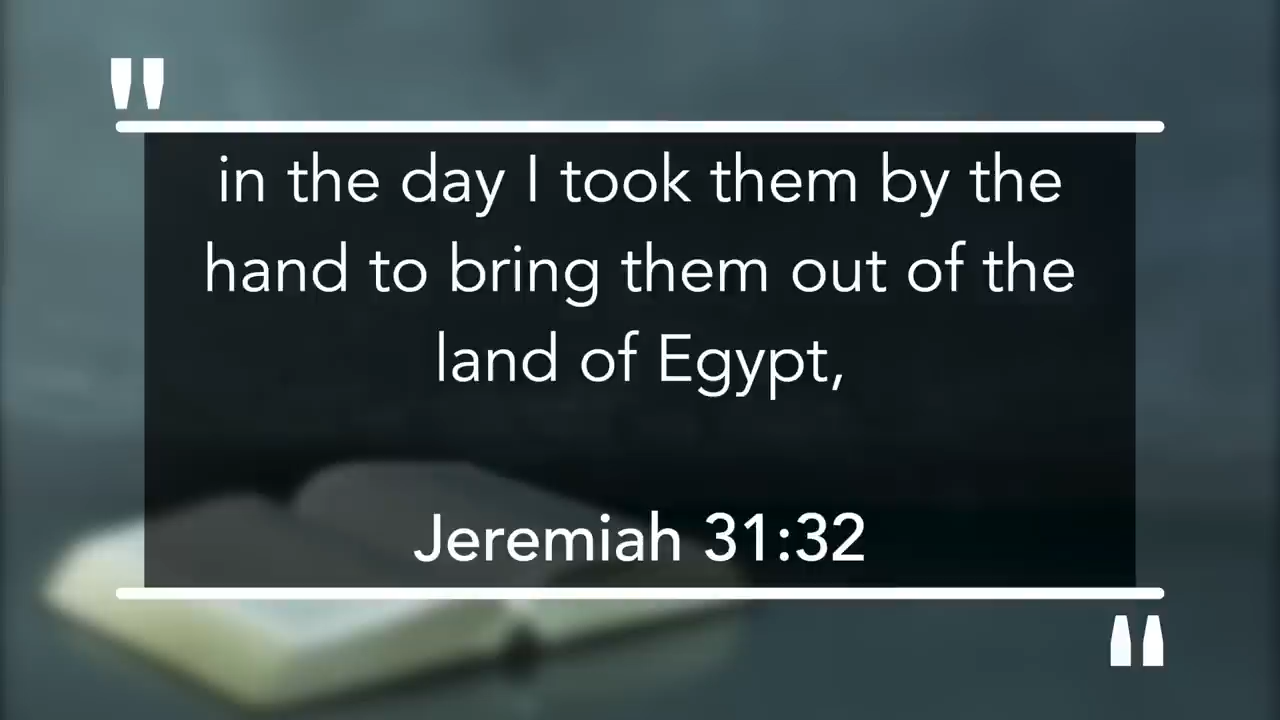 "
in the day I took them by the
hand to bring them out of the
land of Egypt,
Jeremiah 31:32
"